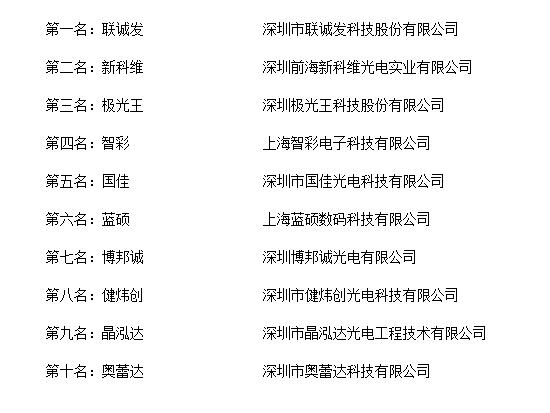 第一名：联诚发 深圳市联诚发科技股份有限公司
第二名：新科维 深圳前海新科维光电实业有限公司
第三名：极光王 深圳极光王科技股份有限公司
第四名：智彩 上海智彩电子科技有限公司
第五名：国佳 深圳市国佳光电科技有限公司
第六名：蓝硕 上海蓝硕数码科技有限公司
第七名：博邦诚 深圳博邦诚光电有限公司
第八名：健炜创 深圳市健炜创光电科技有限公司
第九名：晶泓达 深圳市晶泓达光电工程技术有限公司
第十名：奥蕾达 深圳市奥蕾达科技有限公司